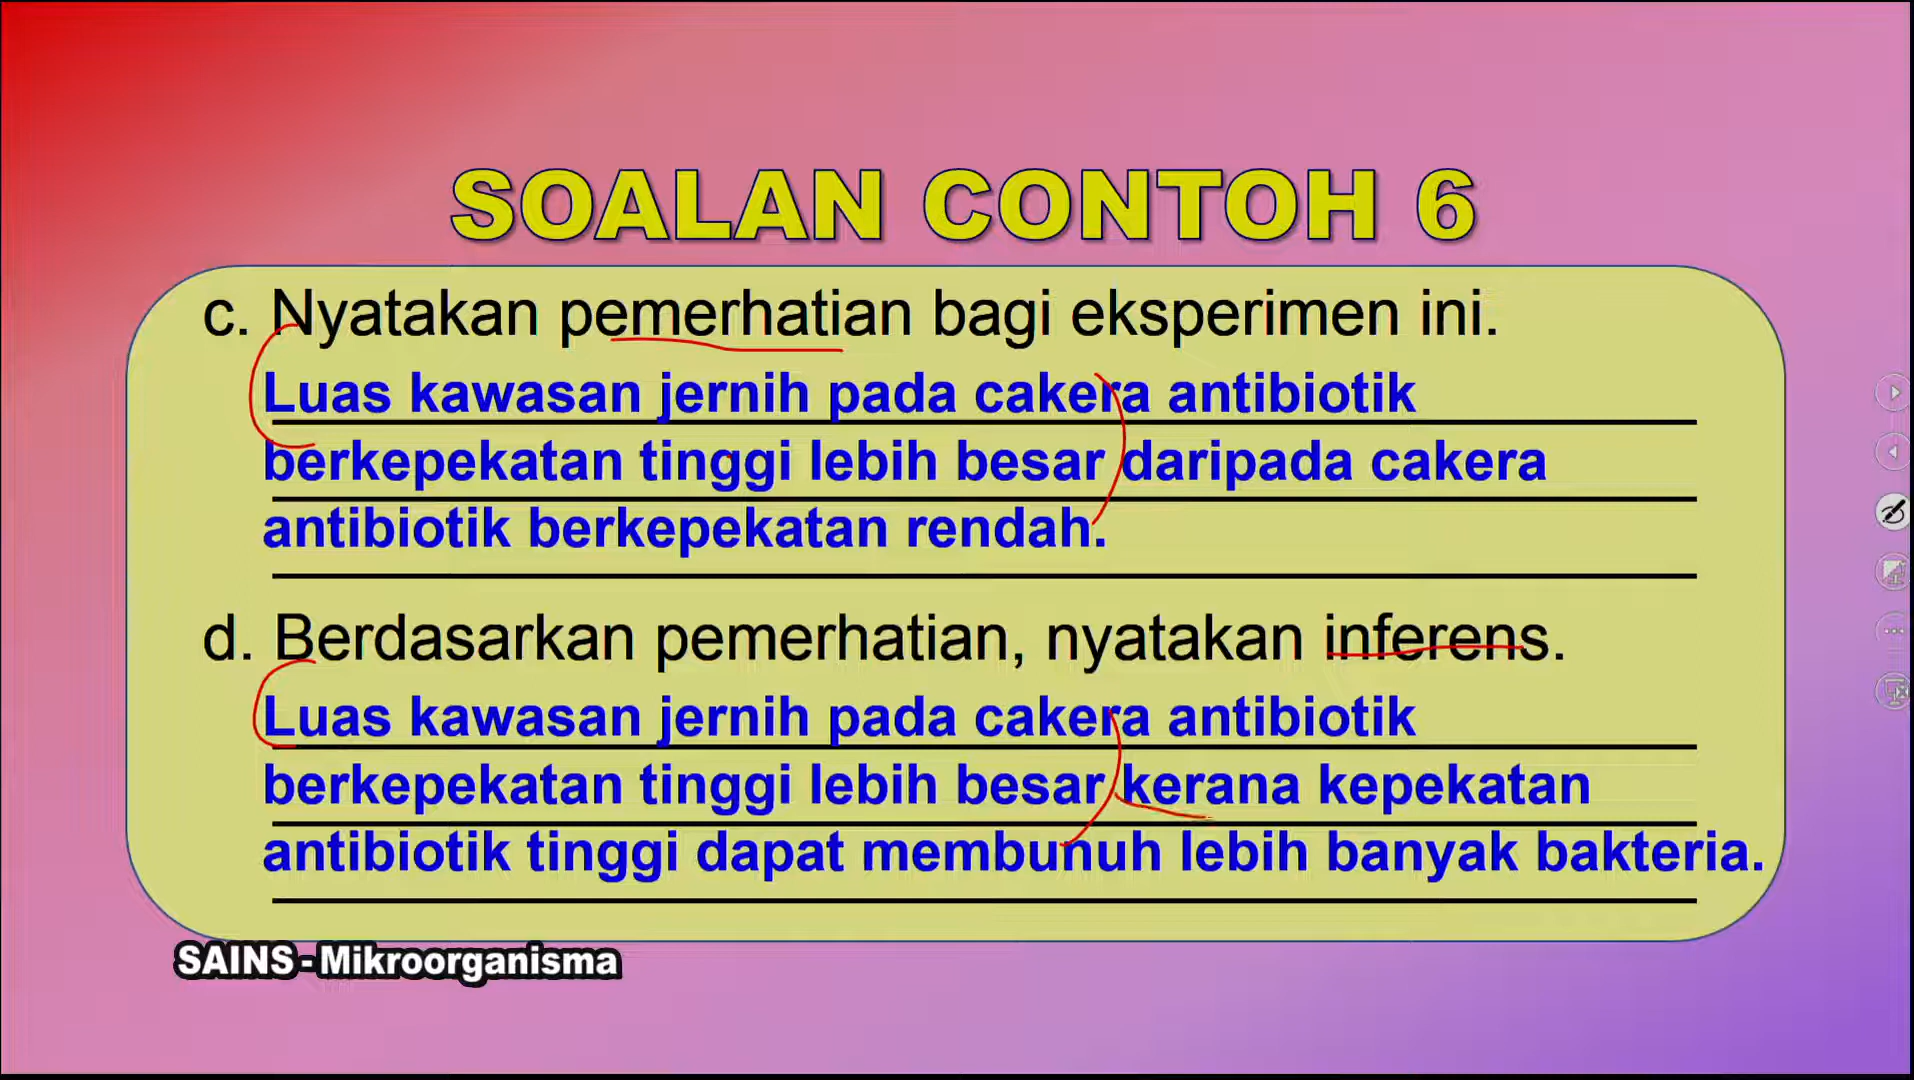 SOALAN CONTOH 6
c. Nyatakan pemerhatian bagi eksperimen ini.
Luas kawasan jernih pada cakera antibiotik
berkepekatan tinggi lebih besar daripada cakera
antibiotik berkepekatan rendah.
d. Berdasarkan pemerhatian, nyatakan inferens.
Luas kawasan jernih pada cakera antibiotik
berkepekatan tinggi lebih besar kerana kepekatan
antibiotik tinggi dapat membunuh lebih banyak bakteria.
SAINS - Mikroorganisma